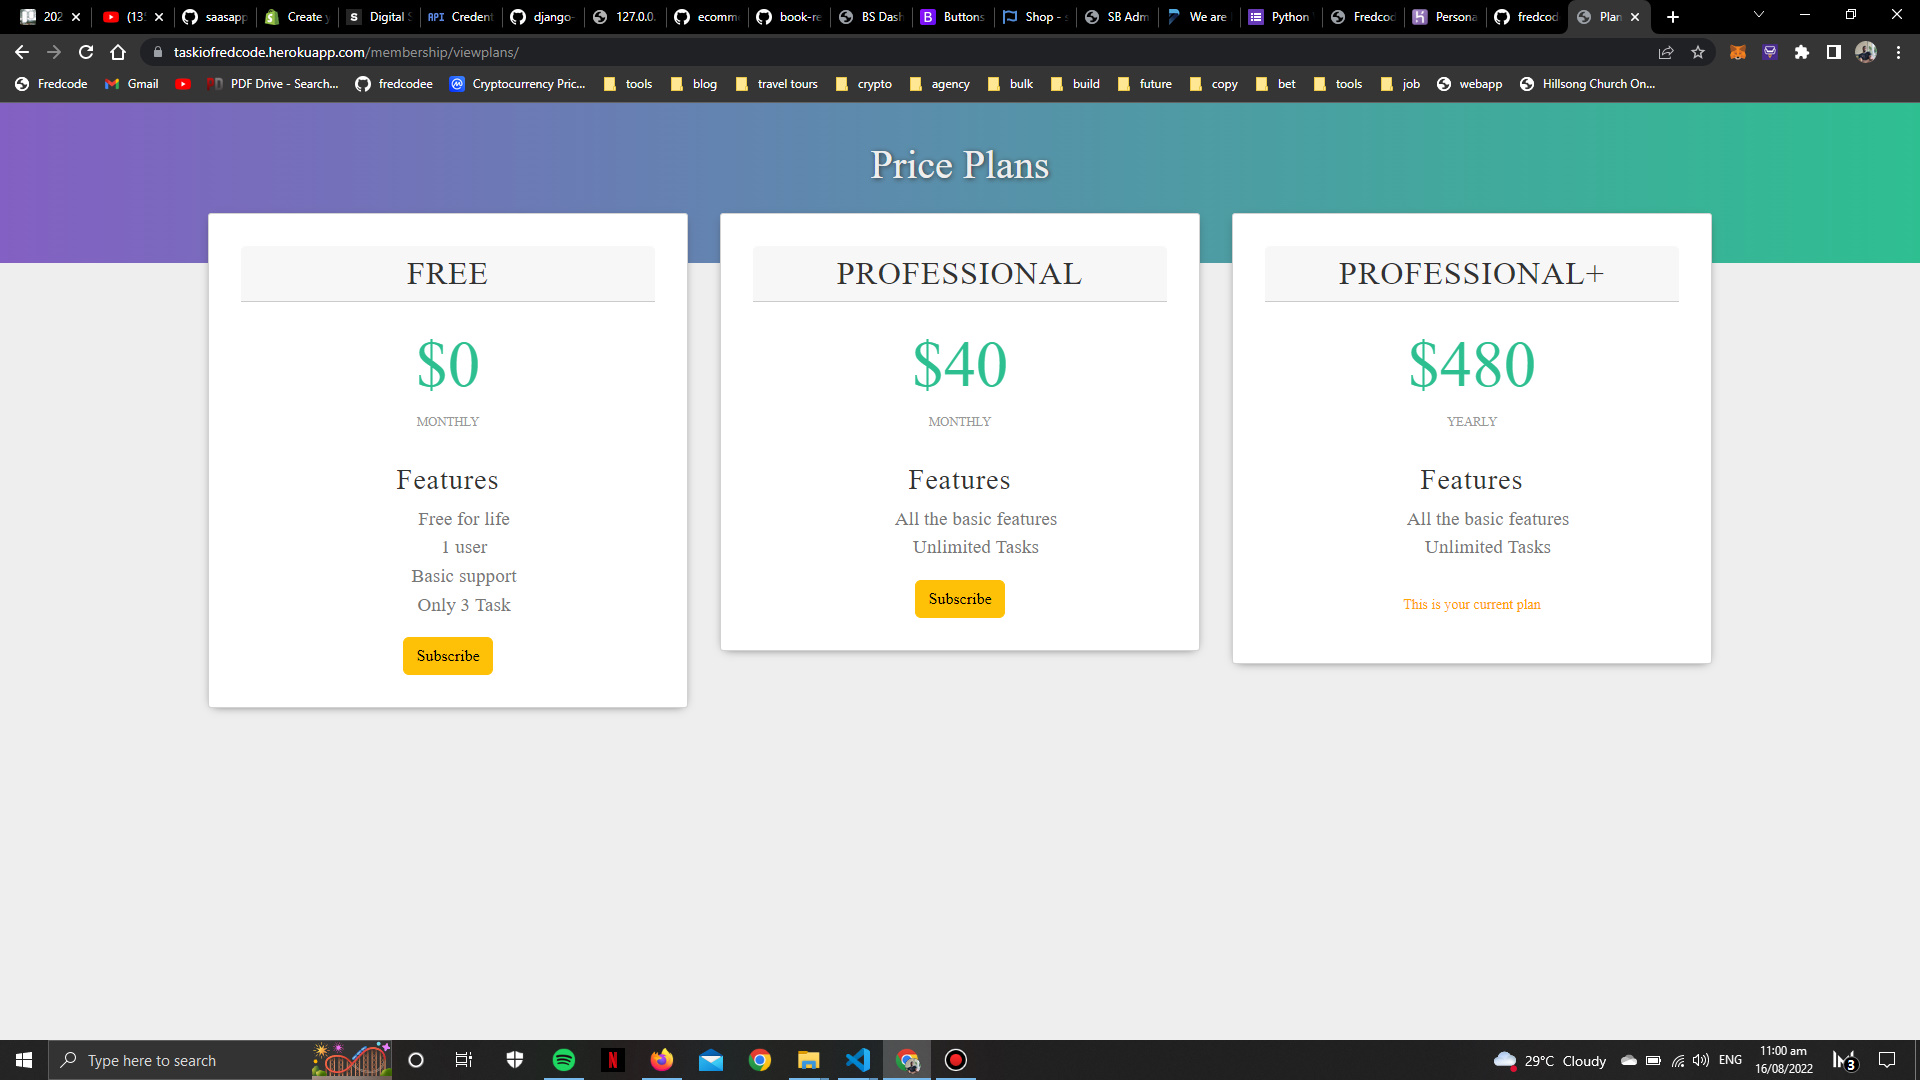 202
(13
saasapp
Create y
Digital S
API Credent
django-
127.0.0.
ecomme
book-re
BS Dash
B Buttons
Shop - s
SB Adm
We are
Python
Fredcod
Persona
fredcod
Plan
taskiofredcode.herokuapp.com/membership/viewplans/
Fredcode
Gmail
PDF Drive - Search...
fredcodee
Cryptocurrency Pric...
tools
blog
travel tours
crypto
agency
bulk
build
future
copy
bet
tools
job
webapp
Hillsong Church On...
Price Plans
FREE
$0
MONTHLY
Features
Free for life
1 user
Basic support
Only 3 Task
Subscribe
PROFESSIONAL
$40
MONTHLY
Features
All the basic features
Unlimited Tasks
Subscribe
PROFESSIONAL+
$480
YEARLY
Features
All the basic features
Unlimited Tasks
This is your current plan
Type here to search
29°C Cloudy
ENG
11:00 am
16/08/2022
3